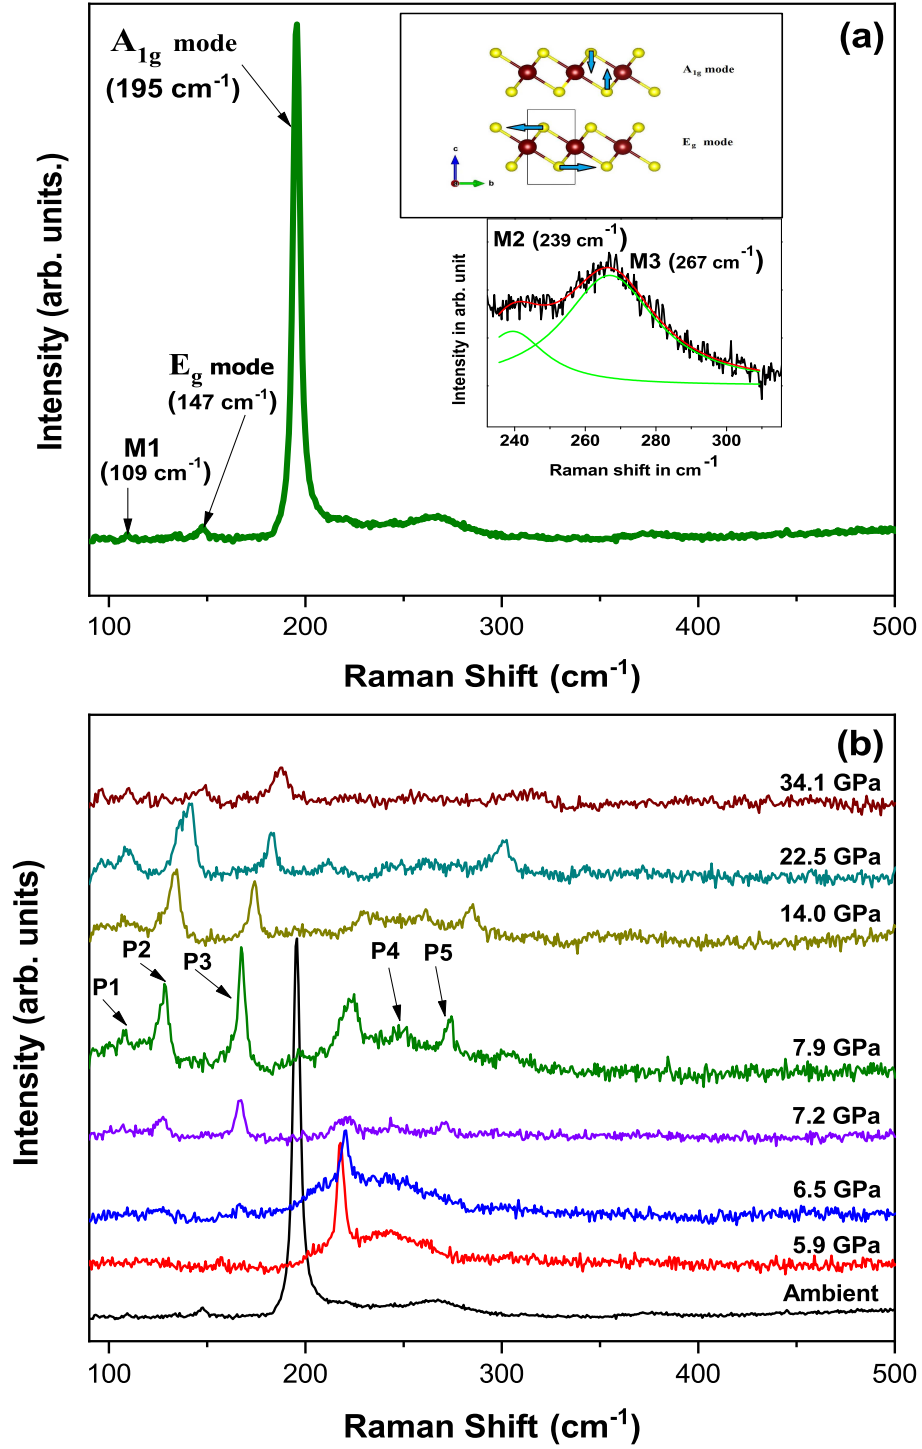 (a)
A1g mode
(195 cm-1)
A1g mode
Eg mode
c
b
M2 (239 cm-1)
M3 (267 cm-1)
Intensity in arb. unit
240 260 280 300
Raman shift in cm-1
Eg mode
(147 cm-1)
M1
(109 cm-1)
Intensity (arb. units.)
100 200 300 400 500
Raman Shift (cm-1)
(b)
34.1 GPa
22.5 GPa
14.0 GPa
P1 P2 P3 P4 P5
7.9 GPa
7.2 GPa
6.5 GPa
5.9 GPa
Ambient
Intensity (arb. units)
100 200 300 400 500
Raman Shift (cm-1)